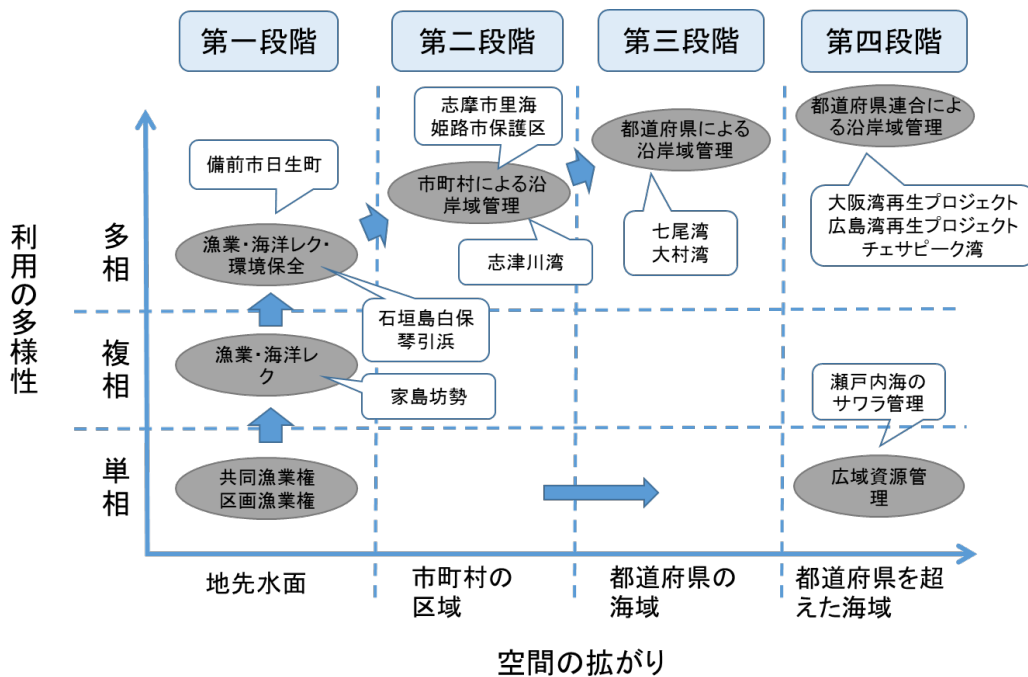 第一段階
第二段階
第三段階
第四段階
志摩市里海
姫路市保護区
都道府県による
沿岸域管理
都道府県連合によ
る沿岸域管理
備前市日生町
市町村による沿
岸域管理
大阪湾再生プロジェクト
広島湾再生プロジェクト
チェサピーク湾
七尾湾
大村湾
志津川湾
漁業・海洋レク・
環境保全
石垣島白保
琴引浜
漁業・海洋レ
ク
家島坊勢
瀬戸内海の
サワラ管理
共同漁業権
区画漁業権
広域資源管
理
利用の多様性
多相
複相
単相
地先水面
市町村の
区域
都道府県の
海域
都道府県を超
えた海域
空間の拡がり